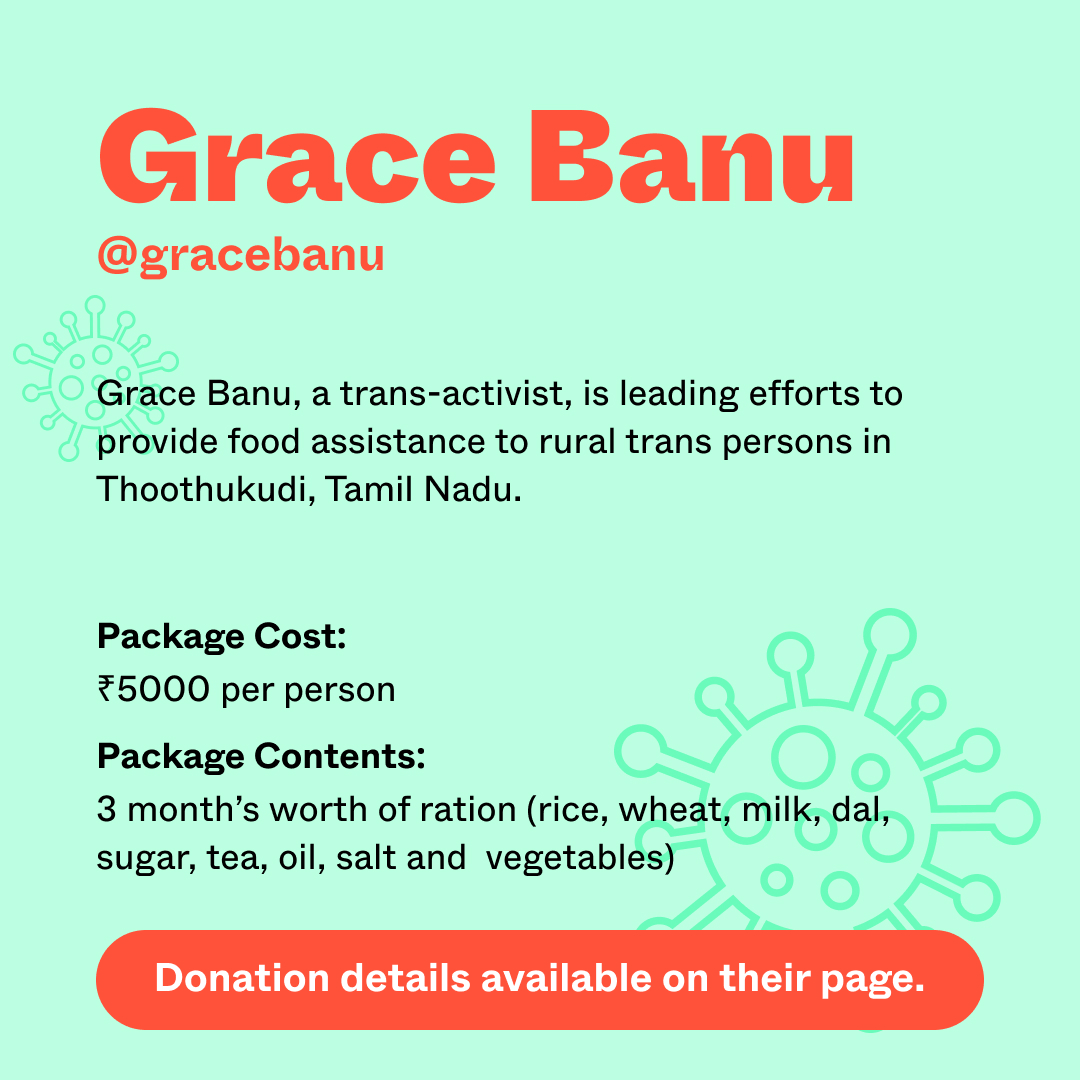 Grace Banu
@gracebanu
Grace Banu, a trans-activist, is leading efforts to
provide food assistance to rural trans persons in
Thoothukudi, Tamil Nadu.
Package Cost:
₹5000 per person
Package Contents:
3 month’s worth of ration (rice, wheat, milk, dal,
sugar, tea, oil, salt and  vegetables)
Donation details available on their page.